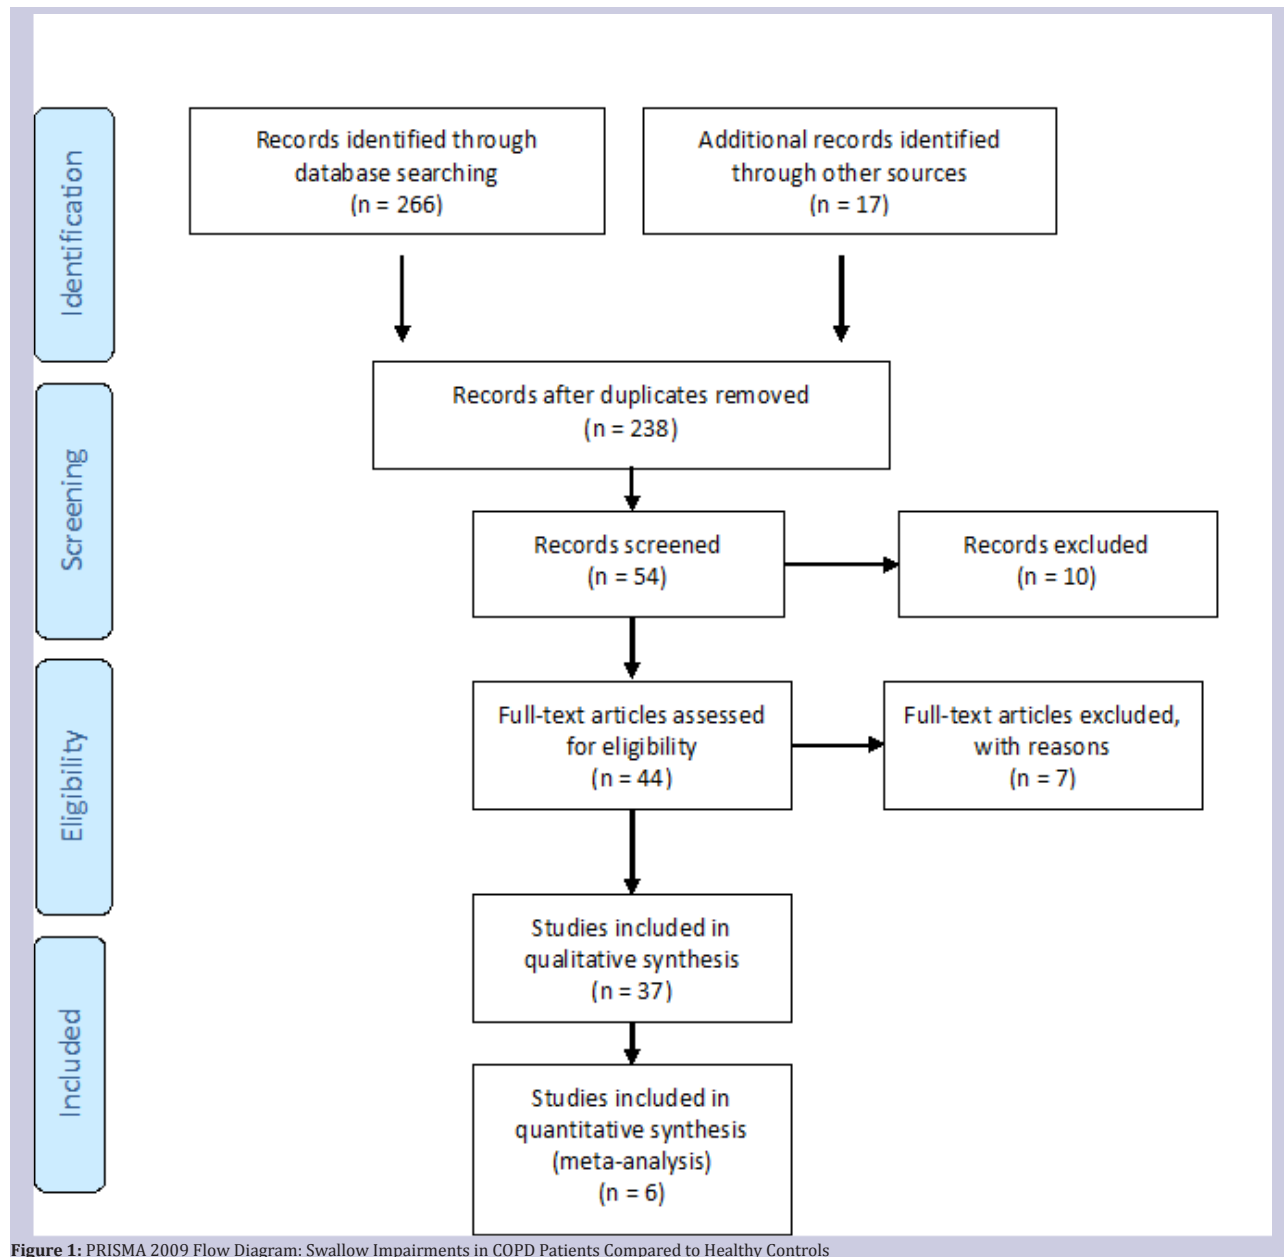 Identification
Records identified through
database searching
(n = 266)
Additional records identified
through other sources
(n = 17)
Records after duplicates removed
(n = 238)
Screening
Records screened
(n = 54)
Records excluded
(n = 10)
Eligibility
Full-text articles assessed
for eligibility
(n = 44)
Full-text articles excluded,
with reasons
(n = 7)
Included
Studies included in
qualitative synthesis
(n = 37)
Studies included in
quantitative synthesis
(meta-analysis)
(n = 6)
Figure 1: PRISMA 2009 Flow Diagram: Swallow Impairments in COPD Patients Compared to Healthy Controls